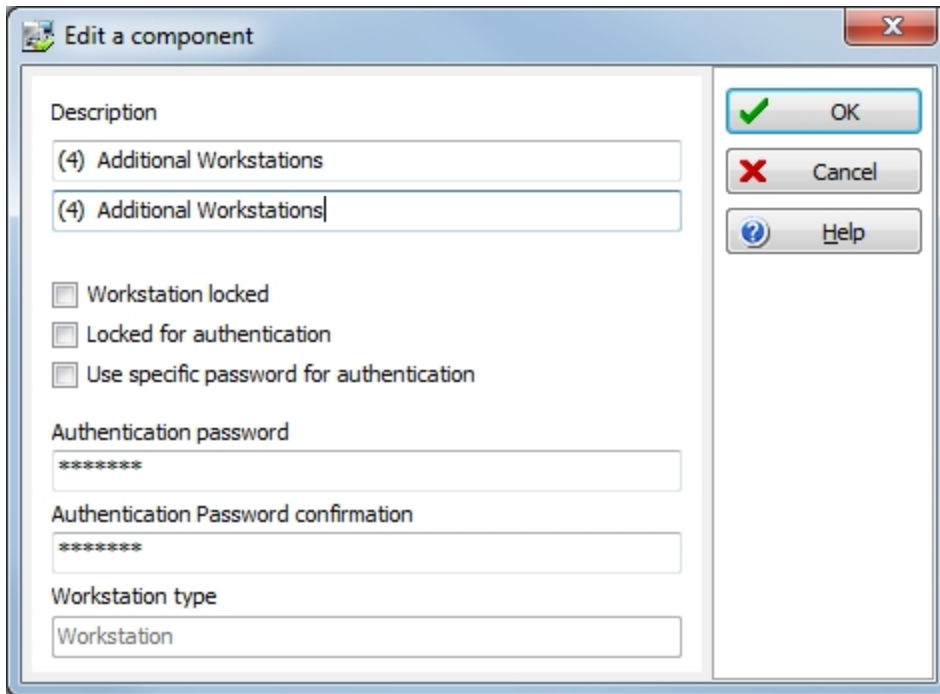 Edit a component
Description
(4) Additional Workstations
(4) Additional Workstations
Workstation locked
Locked for authentication
Use specific password for authentication
Authentication password
*******
Authentication Password confirmation
*******
Workstation type
Workstation
OK
Cancel
Help